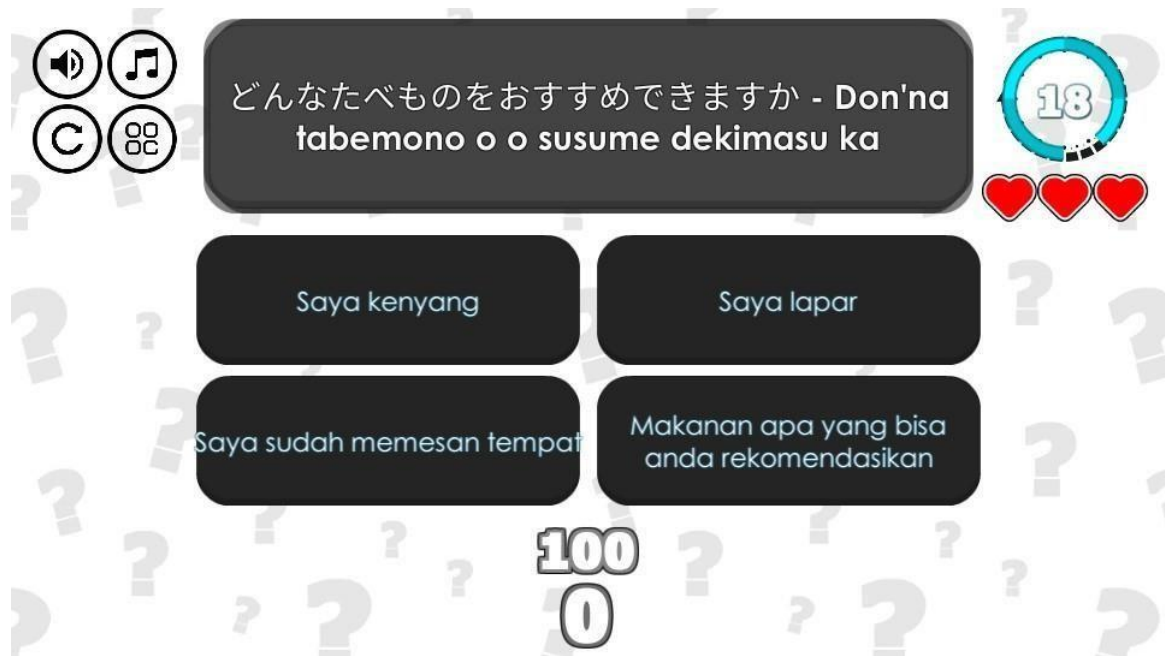 どんなたべものをおすすめできますか - Don'na
tabemono o o susume dekimasu ka
18
Saya kenyang
Saya lapar
Saya sudah memesan tempat
Makanan apa yang bisa
anda rekomendasikan
100
0